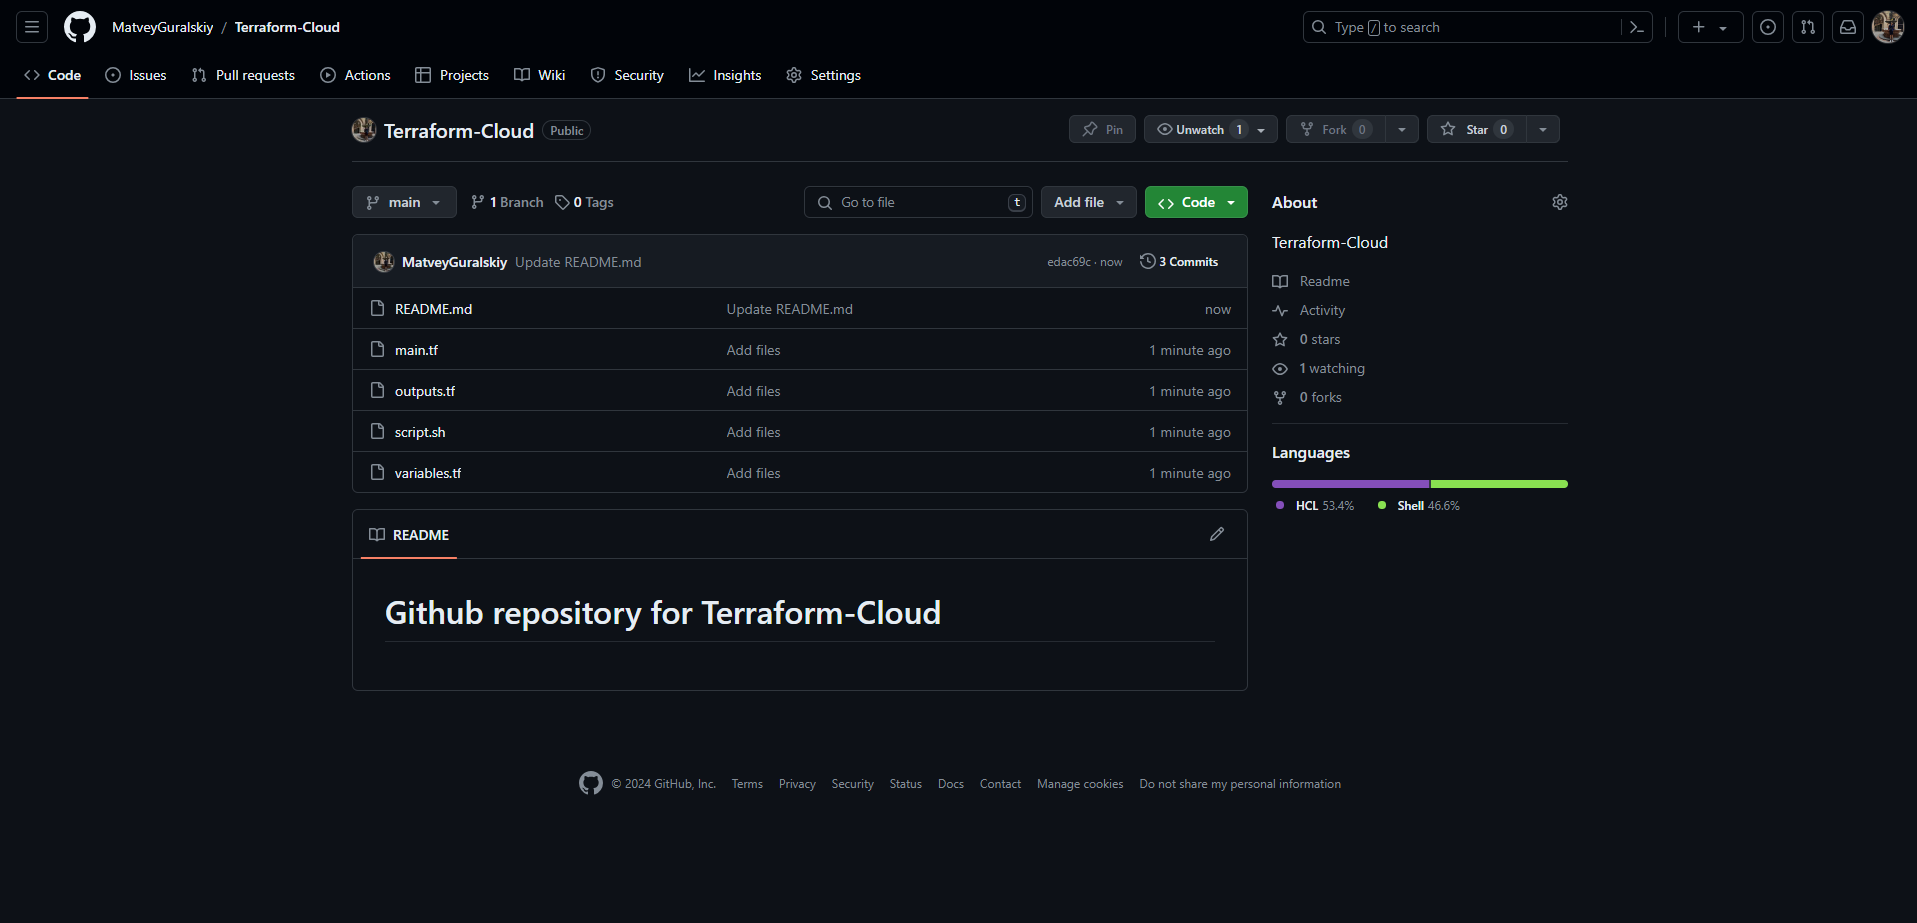 MatveyGuralskiy / Terraform-Cloud
Type / to search
Code Issues Pull requests Actions Projects Wiki Security Insights Settings
Terraform-Cloud Public
Pin Unwatch 1 Fork 0 Star 0
main 1 Branch 0 Tags
Go to file t Add file Code
MatveyGuralskiy Update README.md edac69c · now 3 Commits
README.md Update README.md now
main.tf Add files 1 minute ago
outputs.tf Add files 1 minute ago
script.sh Add files 1 minute ago
variables.tf Add files 1 minute ago
README
Github repository for Terraform-Cloud
About
Terraform-Cloud
Readme
Activity
0 stars
1 watching
0 forks
Languages
HCL 53.4% Shell 46.6%
© 2024 GitHub, Inc. Terms Privacy Security Status Docs Contact Manage cookies Do not share my personal information